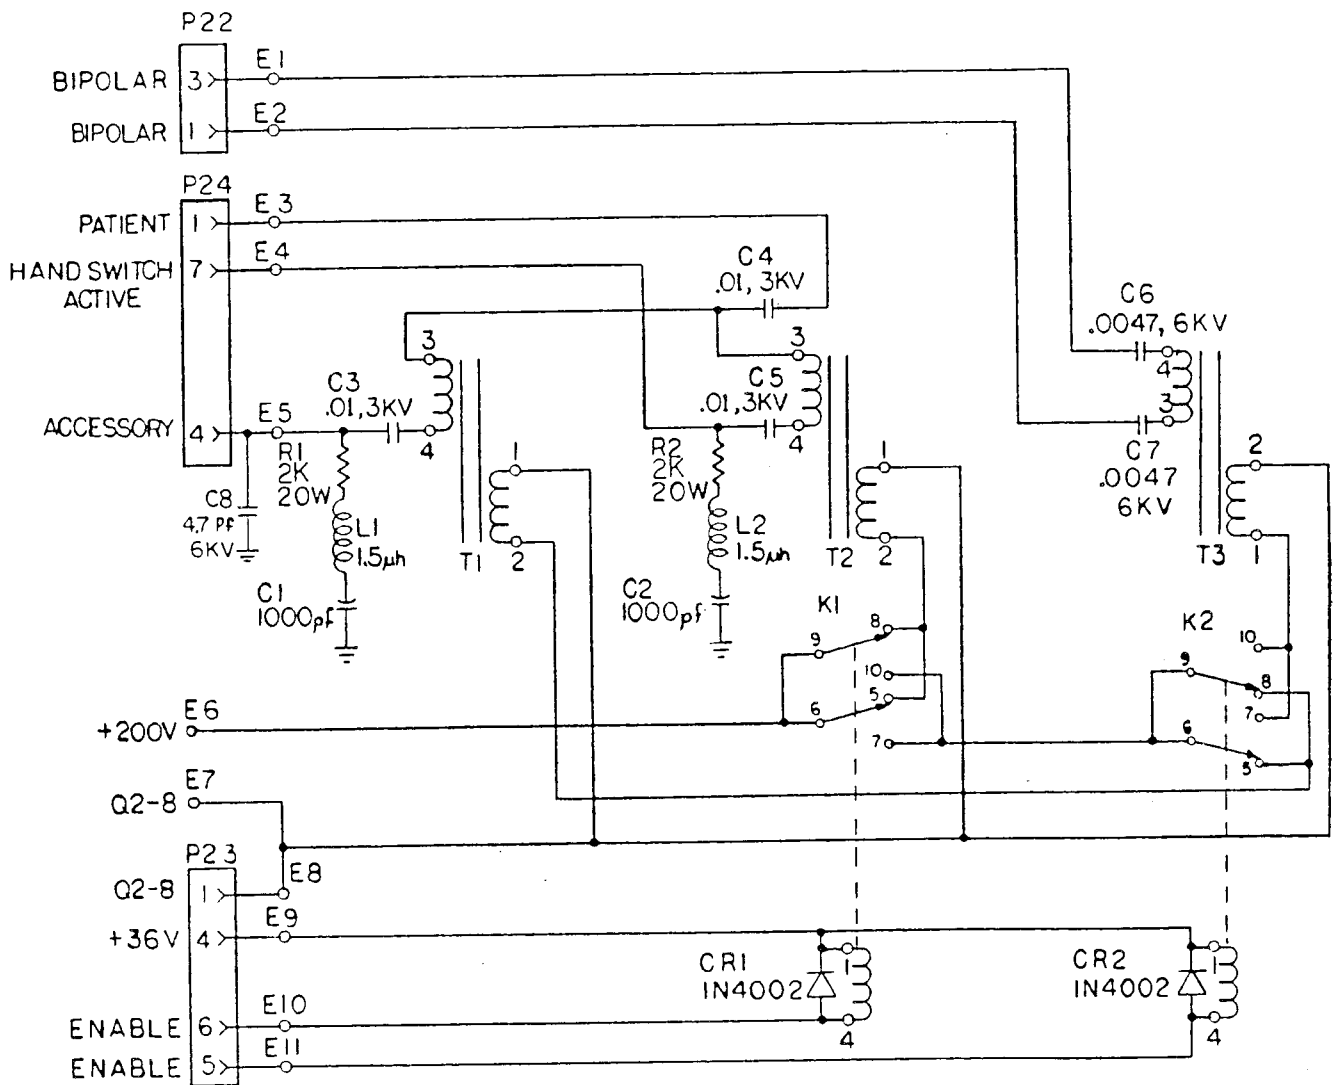 P22
BIPOLAR 3 E1
BIPOLAR 1 E2
P24
PATIENT 1 E3
HAND SWITCH 7 E4
ACTIVE
C4
.01, 3KV
C6
.0047, 6KV
3
3
4
C3
.01,3KV
C5
.01,3KV
3
ACCESSORY 4 E5
4
4
C7
.0047
6KV
R1
2K
20W
R2
2K
20W
1
1
2
C8
4.7 Pf
6KV
L1
1.5µh
T1
2
L2
1.5µh
T2
2
T3
1
C1
1000pf
C2
1000pf
K1
K2
9
8
10
5
6
7
10
9
8
7
6
5
+200V E6
Q2-8 E7
P23
Q2-8 1 E8
+36V 4 E9
CR1
1N4002
1
4
CR2
1N4002
1
4
ENABLE 6 E10
ENABLE 5 E11